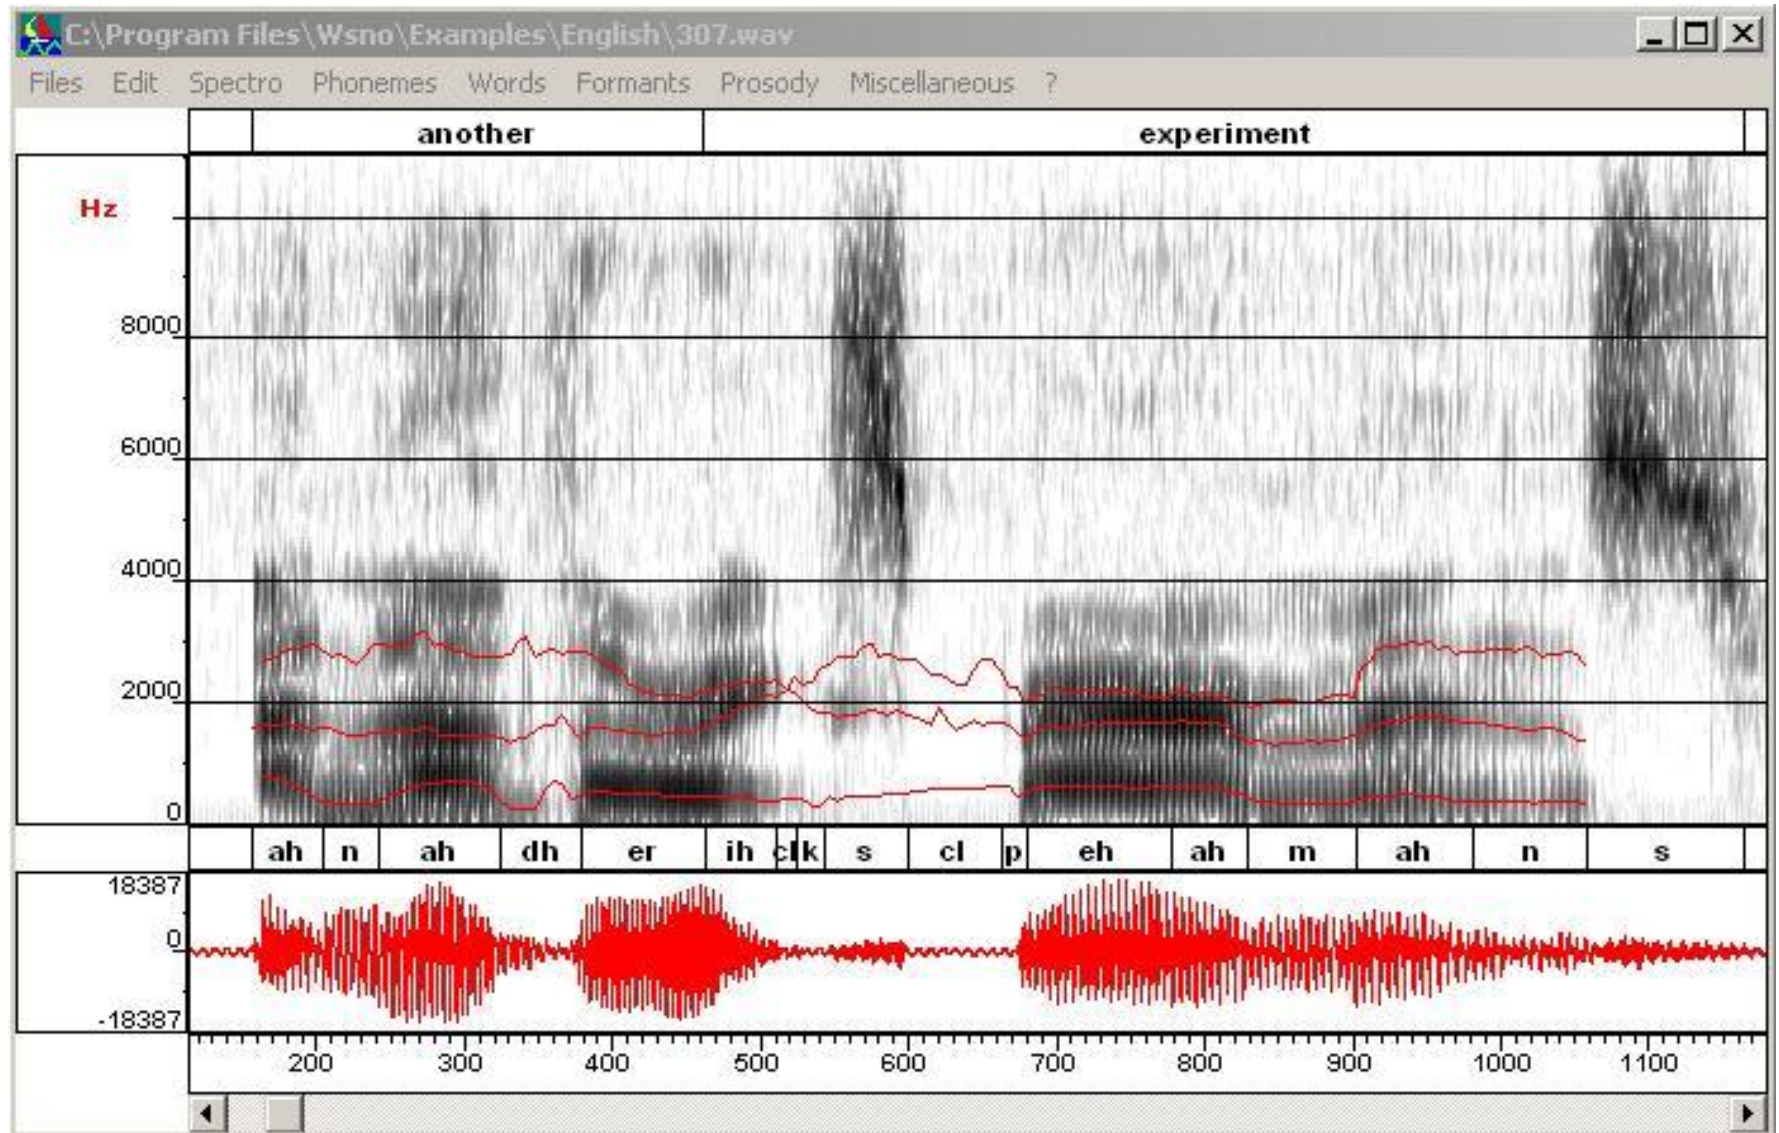 C:\Program Files\Wsno\Examples\English\307.wav
Files Edit Spectro Phonemes Words Formants Prosody Miscellaneous ?
another experiment
Hz
8000
6000
4000
2000
0
ah n ah dh er ih cl k s cl p eh ah m ah n s
18387
0
-18387
200 300 400 500 600 700 800 900 1000 1100